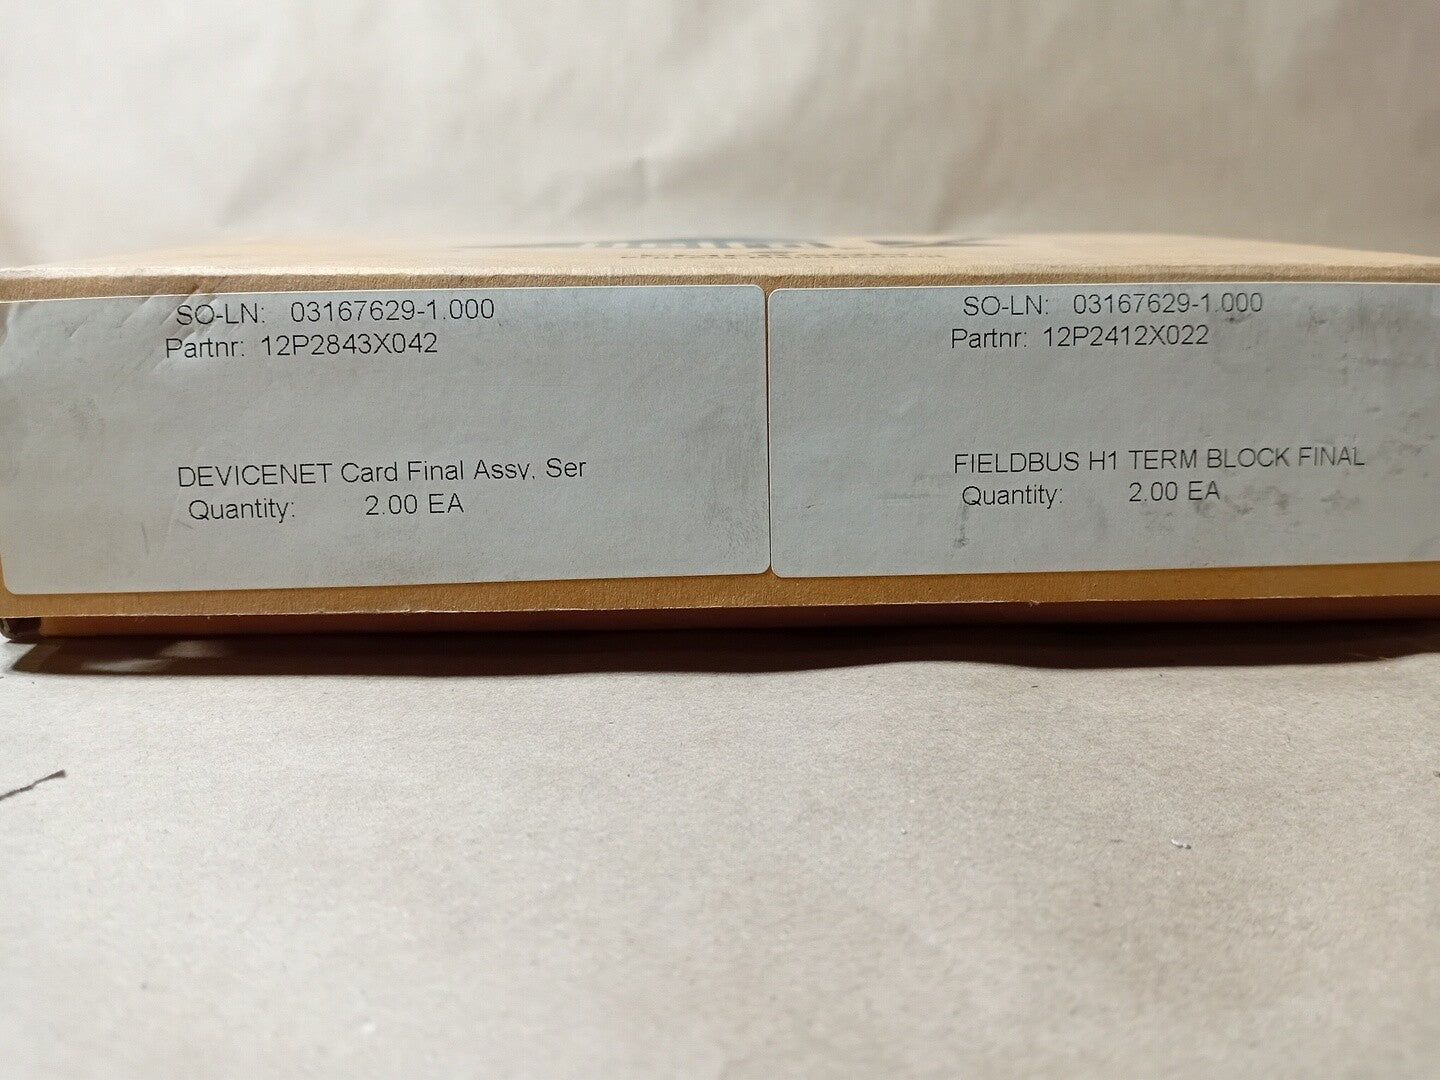 SO-LN: 03167629-1.000
Partnr: 12P2843X042
DEVICENET Card Final Assv. Ser
Quantity: 2.00 EA
SO-LN: 03167629-1.000
Partnr: 12P2412X022
FIELDBUS H1 TERM BLOCK FINAL
Quantity: 2.00 EA